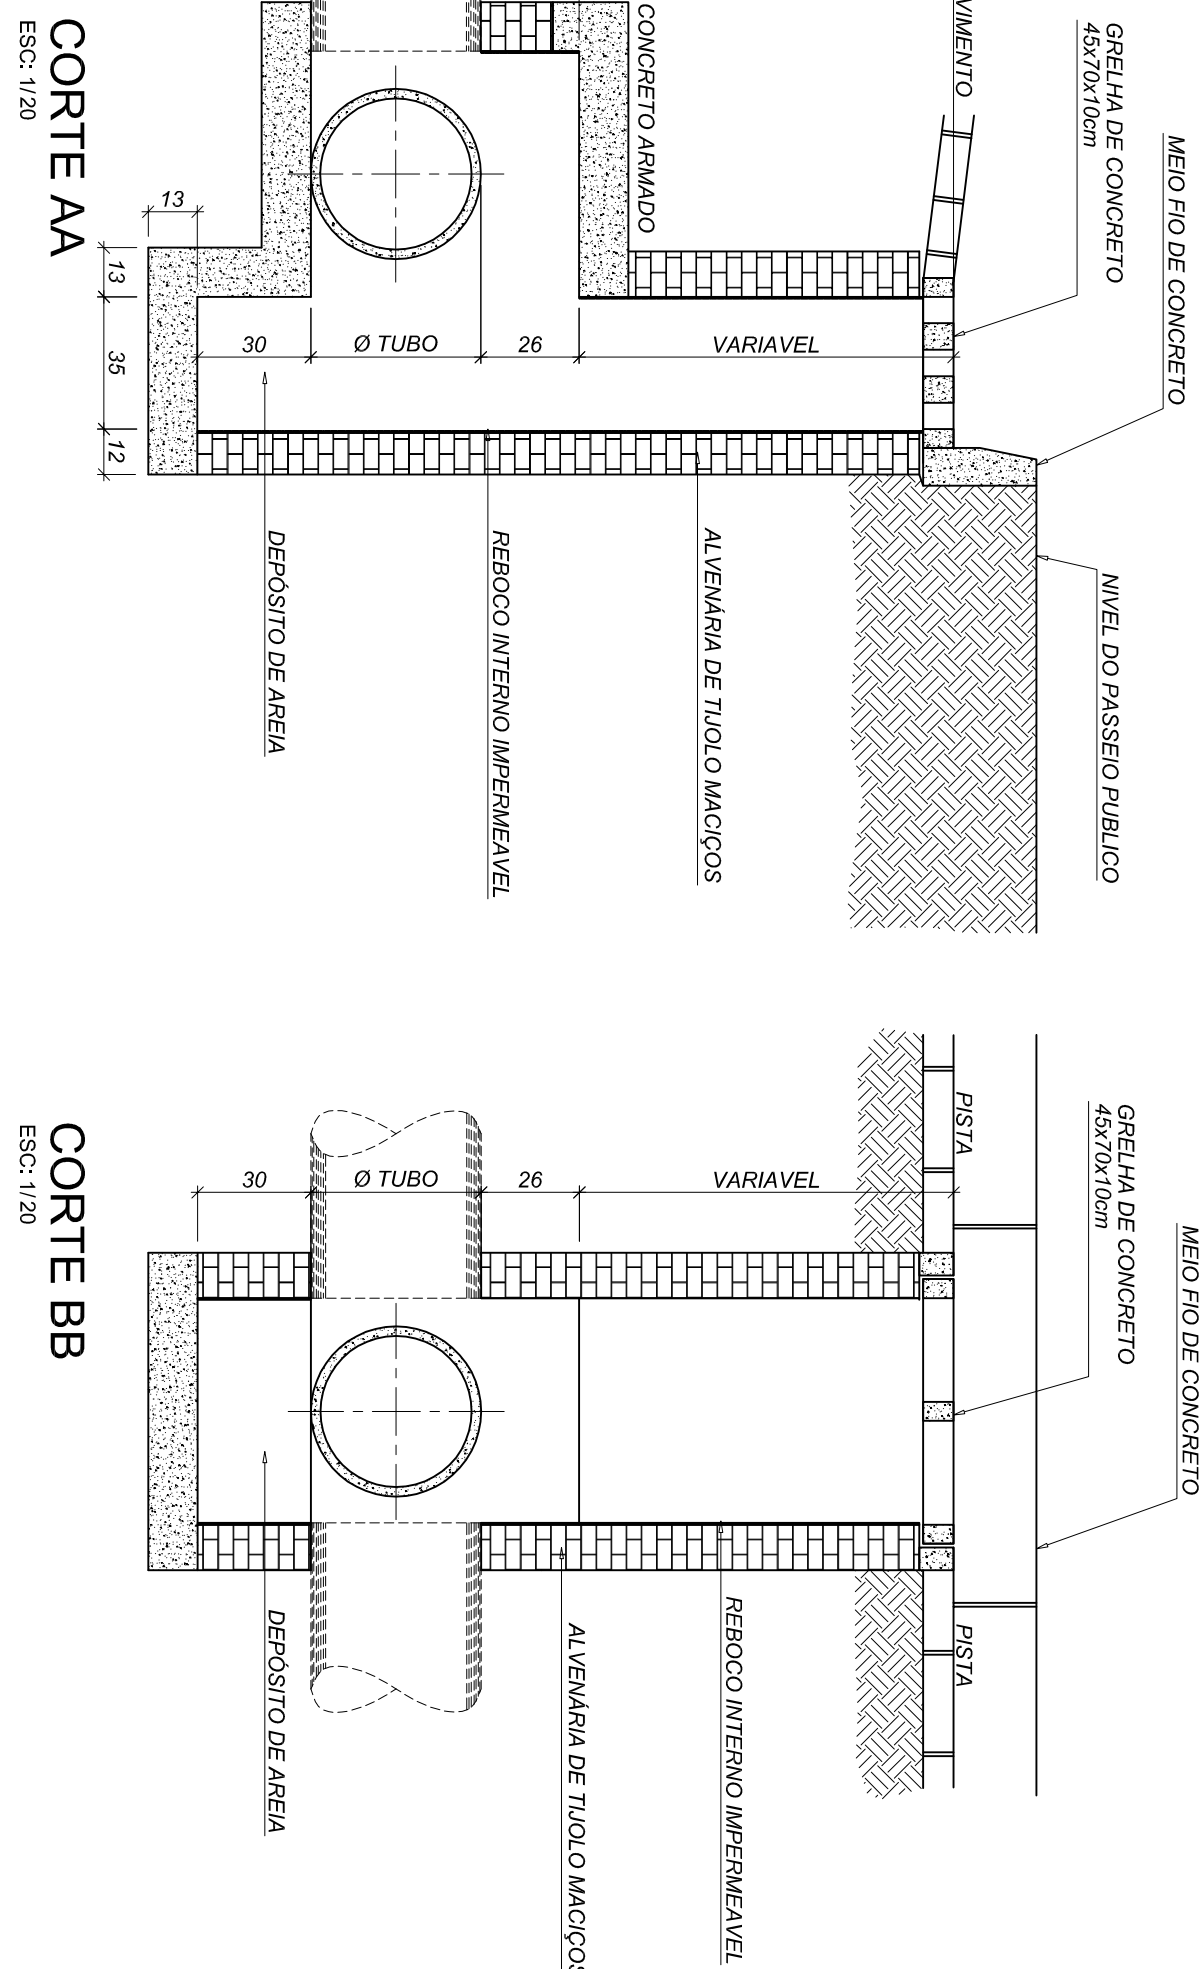 CONCRETO ARMADO
VIMENTO
GRELHA DE CONCRETO
45x70x10cm
MEIO FIO DE CONCRETO
NIVEL DO PASSEIO PUBLICO
VARIAVEL
26
Ø TUBO
30
13
13
35
12
ALVENÁRIA DE TIJOLO MACIÇOS
REBOCO INTERNO IMPERMEAVEL
DEPÓSITO DE AREIA
CORTE AA
ESC: 1/20
MEIO FIO DE CONCRETO
GRELHA DE CONCRETO
45x70x10cm
PISTA
PISTA
VARIAVEL
26
Ø TUBO
30
REBOCO INTERNO IMPERMEAVEL
ALVENÁRIA DE TIJOLO MACIÇOS
DEPÓSITO DE AREIA
CORTE BB
ESC: 1/20